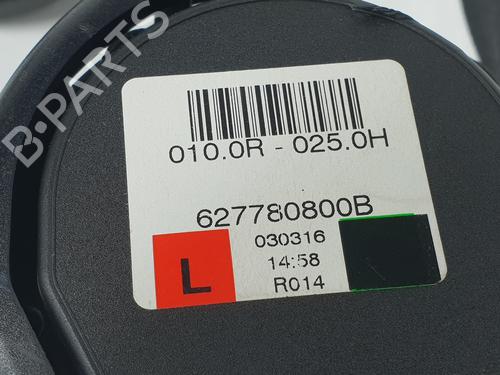 B-PARTS
010.0R - 025.0H
627780800B
L
030316
14:58
R014